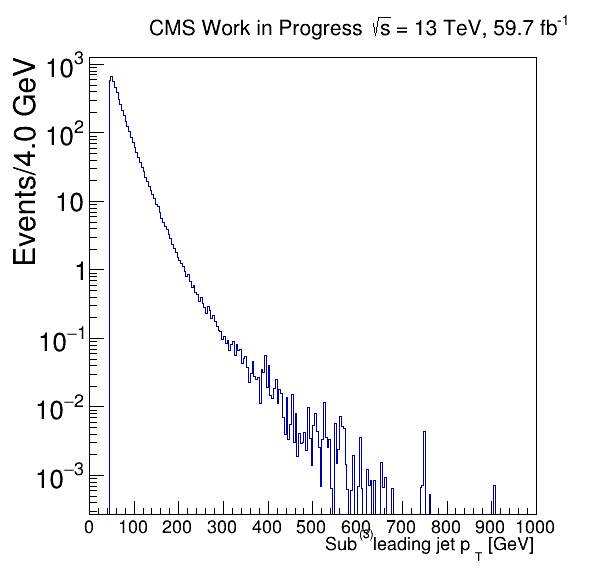 CMS Work in Progress √s = 13 TeV, 59.7 fb⁻¹
Events/4.0 GeV
10³
10²
10
1
10⁻¹
10⁻²
10⁻³
0 100 200 300 400 500 600 700 800 900 1000
Sub⁽³⁾leading jet p_T [GeV]